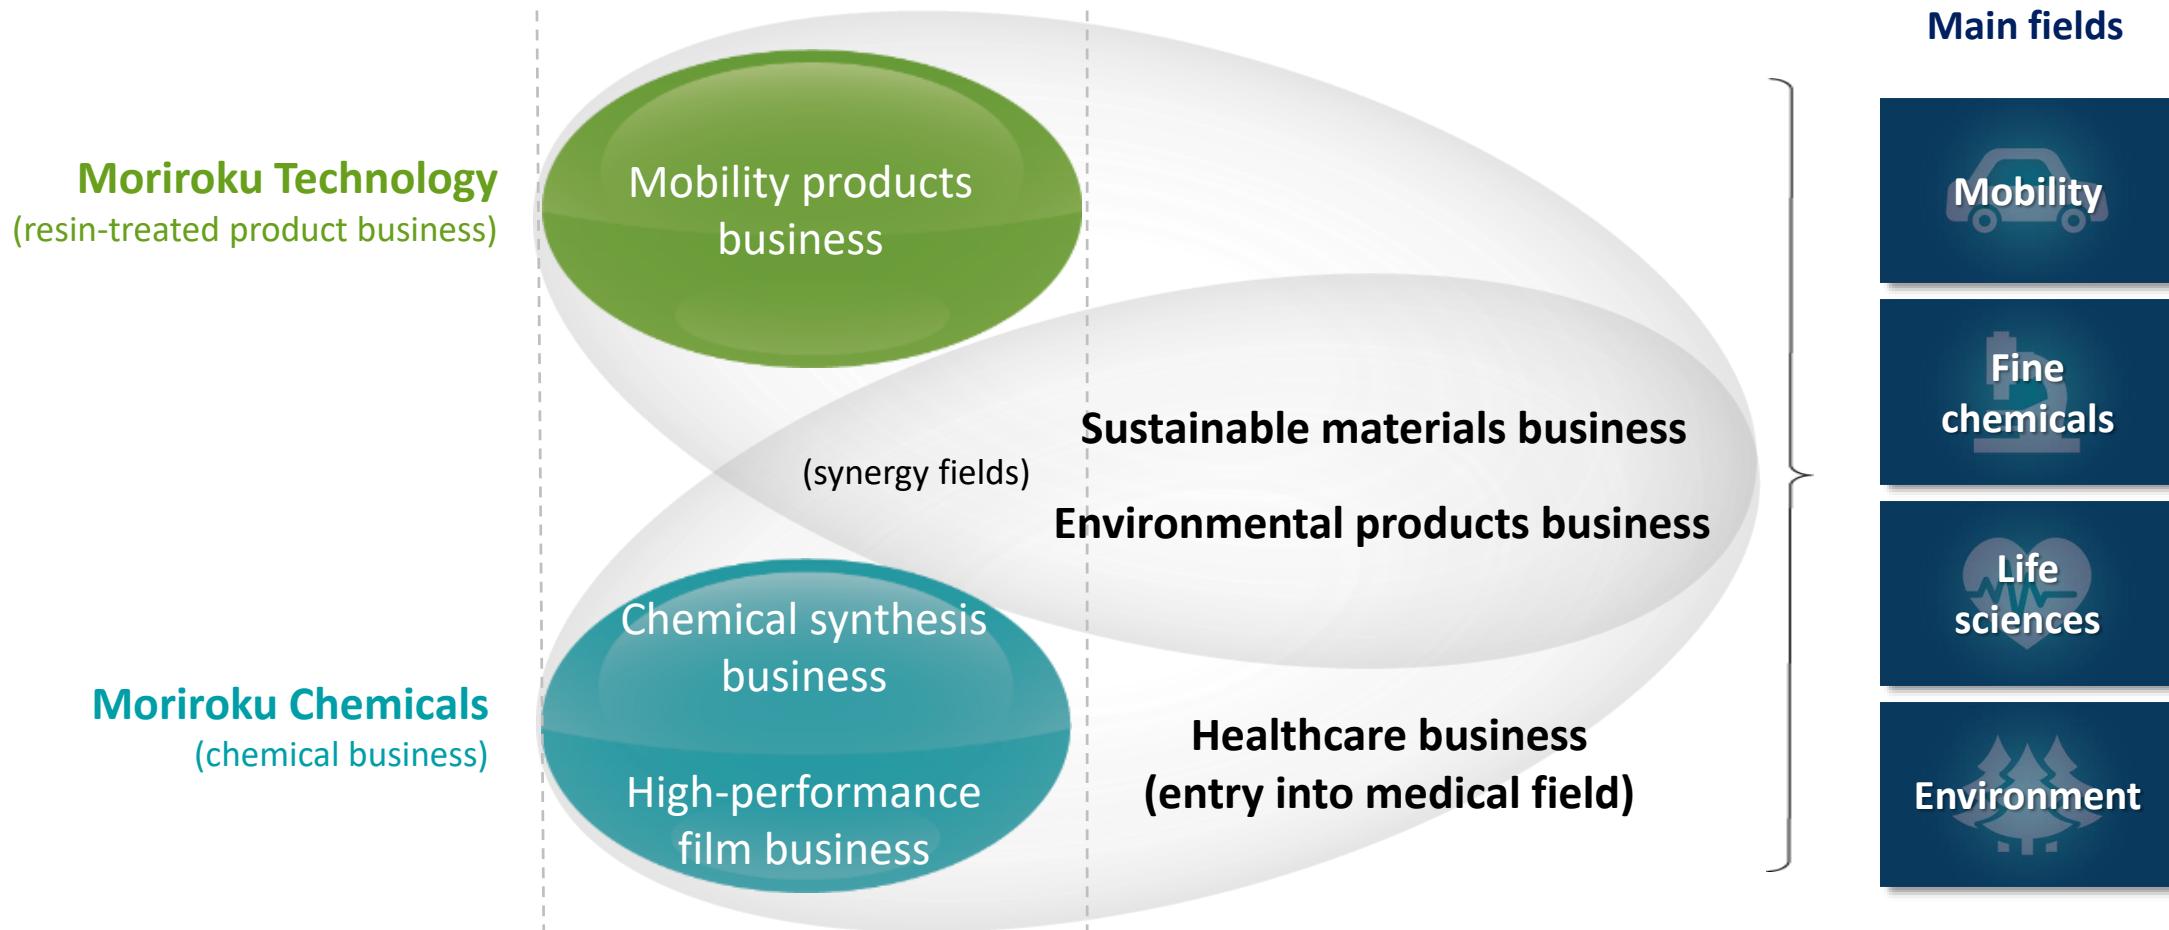 Main fields
Moriroku Technology
(resin-treated product business)
Mobility products
business
Mobility
Fine
chemicals
Sustainable materials business
(synergy fields)
Environmental products business
Life
sciences
Chemical synthesis
business
Moriroku Chemicals
(chemical business)
High-performance
film business
Healthcare business
(entry into medical field)
Environment